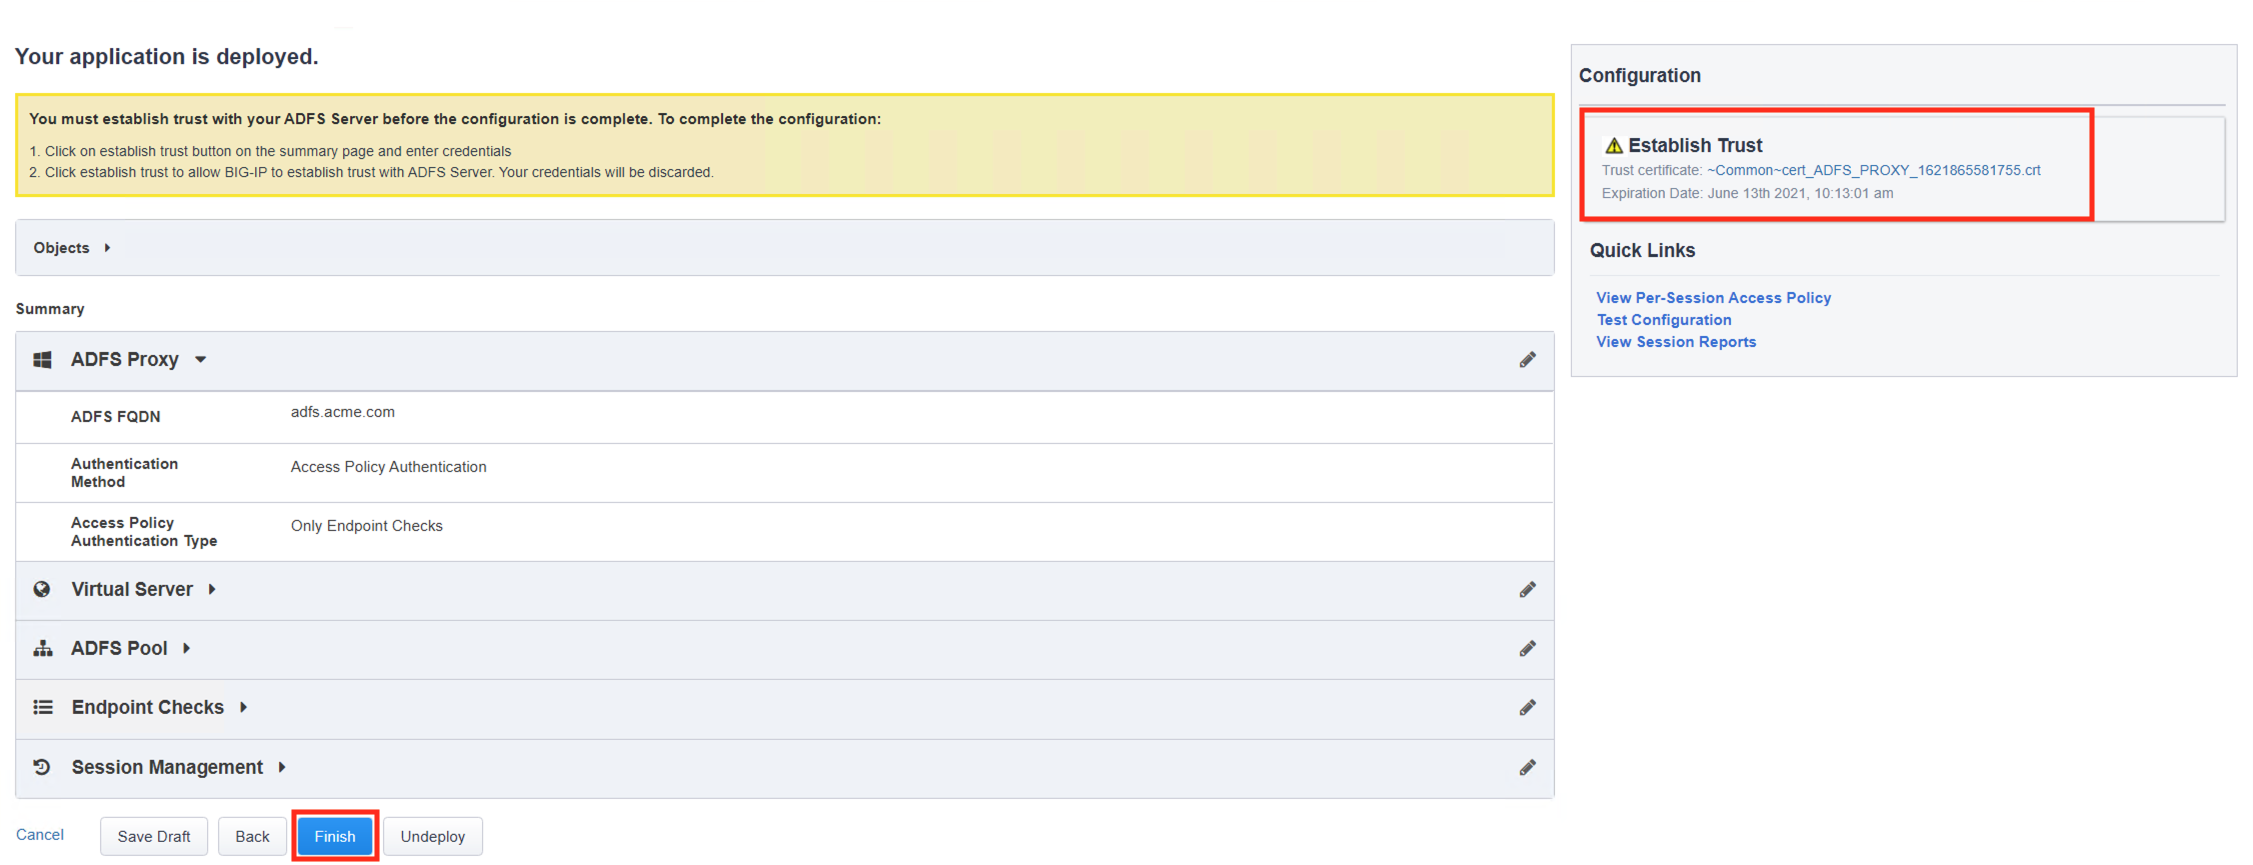 Your application is deployed.
You must establish trust with your ADFS Server before the configuration is complete. To complete the configuration:
1. Click on establish trust button on the summary page and enter credentials
2. Click establish trust to allow BIG-IP to establish trust with ADFS Server. Your credentials will be discarded.
Objects
Summary
ADFS Proxy
ADFS FQDN
adfs.acme.com
Authentication
Method
Access Policy Authentication
Access Policy
Authentication Type
Only Endpoint Checks
Virtual Server
ADFS Pool
Endpoint Checks
Session Management
Cancel
Save Draft
Back
Finish
Undeploy
Configuration
Establish Trust
Trust certificate: ~Common~cert_ADFS_PROXY_1621865581755.crt
Expiration Date: June 13th 2021, 10:13:01 am
Quick Links
View Per-Session Access Policy
Test Configuration
View Session Reports